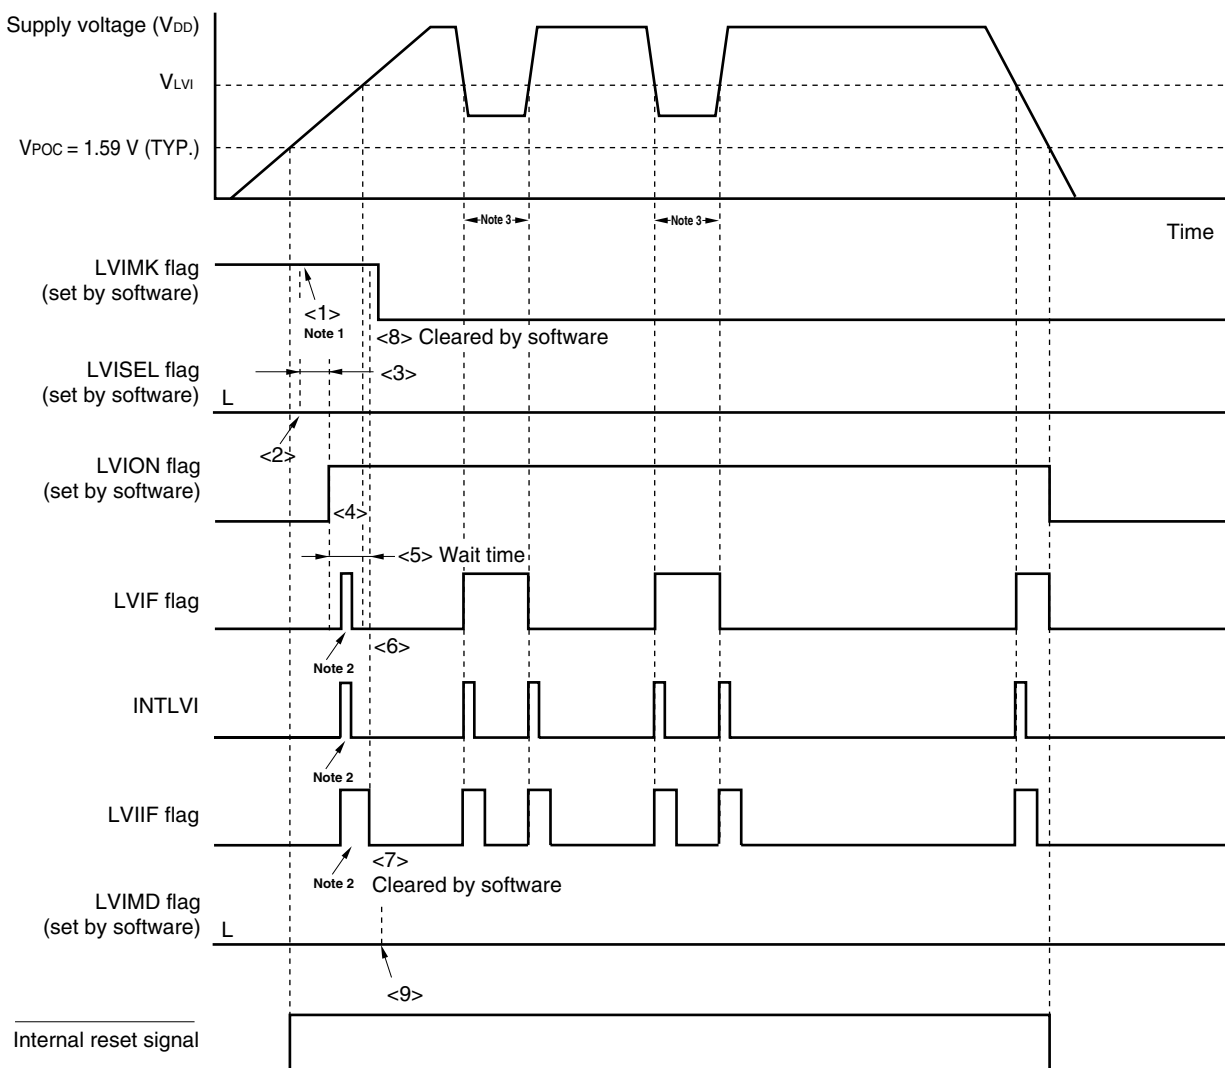 Supply voltage (VDD)
VLVI
VPOC = 1.59 V (TYP.)
Note 3
Note 3
Time
LVIMK flag
(set by software)
<1>
Note 1
<8> Cleared by software
LVISEL flag
(set by software)
L
<3>
<2>
LVION flag
(set by software)
<4>
<5> Wait time
LVIF flag
Note 2
<6>
INTLVI
Note 2
LVIIF flag
Note 2
<7>
Cleared by software
LVIMD flag
(set by software)
L
<9>
Internal reset signal